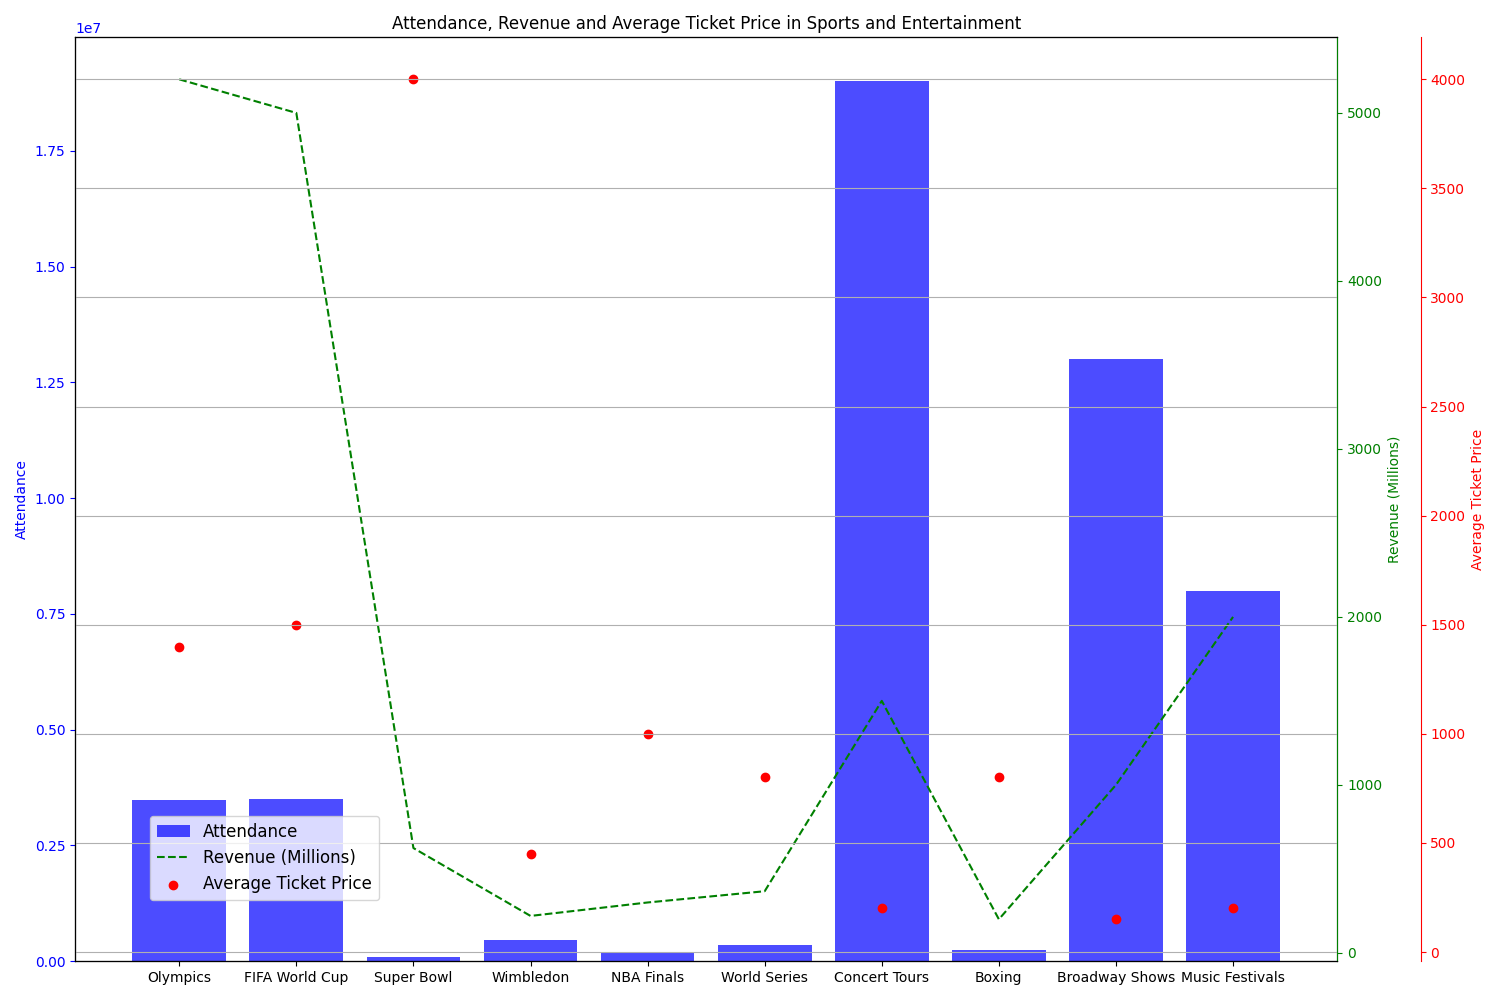 Attendance, Revenue and Average Ticket Price in Sports and Entertainment
1e7
1.75
1.50
1.25
1.00
0.75
0.50
0.25
0.00
Attendance
5000
4000
3000
2000
1000
0
Revenue (Millions)
4000
3500
3000
2500
2000
1500
1000
500
0
Average Ticket Price
Attendance
Revenue (Millions)
Average Ticket Price
Olympics FIFA World Cup Super Bowl Wimbledon NBA Finals World Series Concert Tours Boxing Broadway Shows Music Festivals